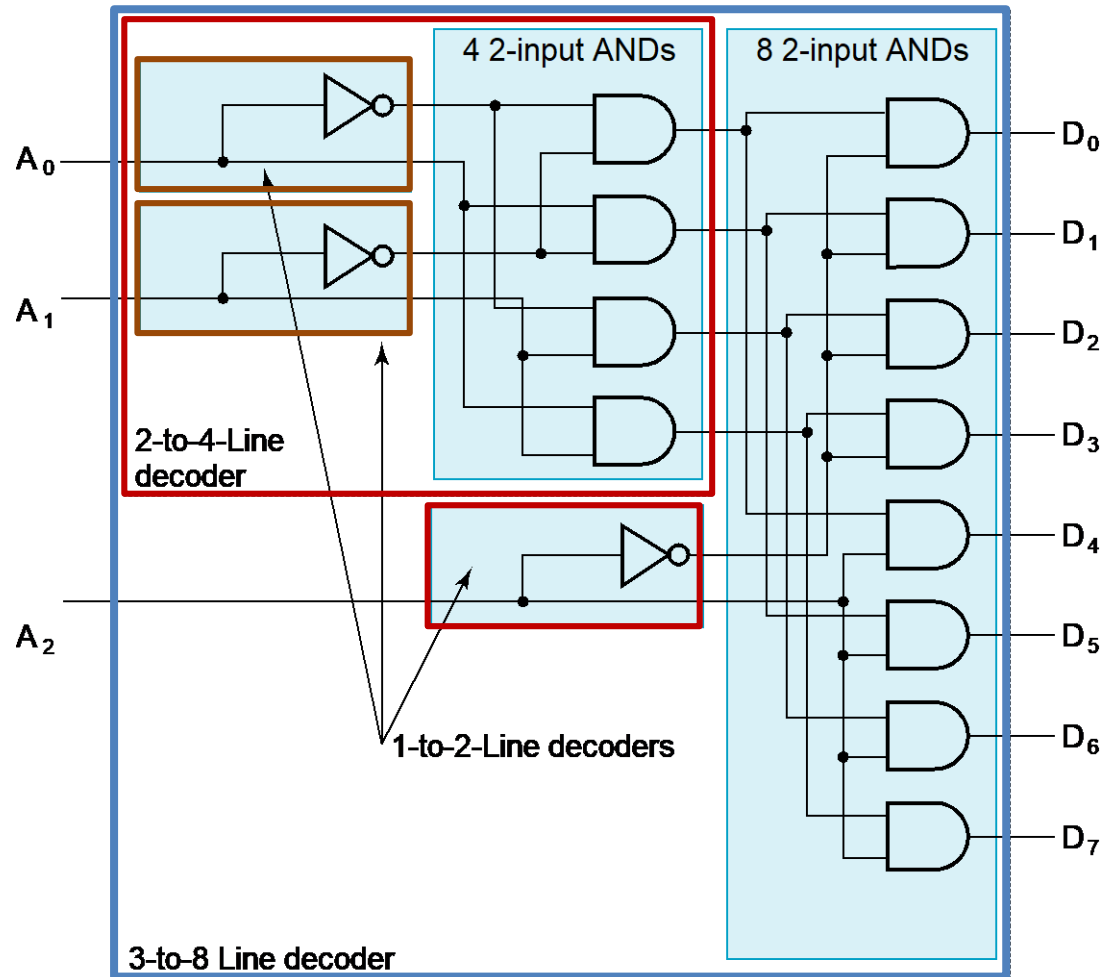 4 2-input ANDs
8 2-input ANDs
A0
D0
D1
A1
D2
D3
2-to-4-Line
decoder
D4
A2
D5
1-to-2-Line decoders
D6
D7
3-to-8 Line decoder